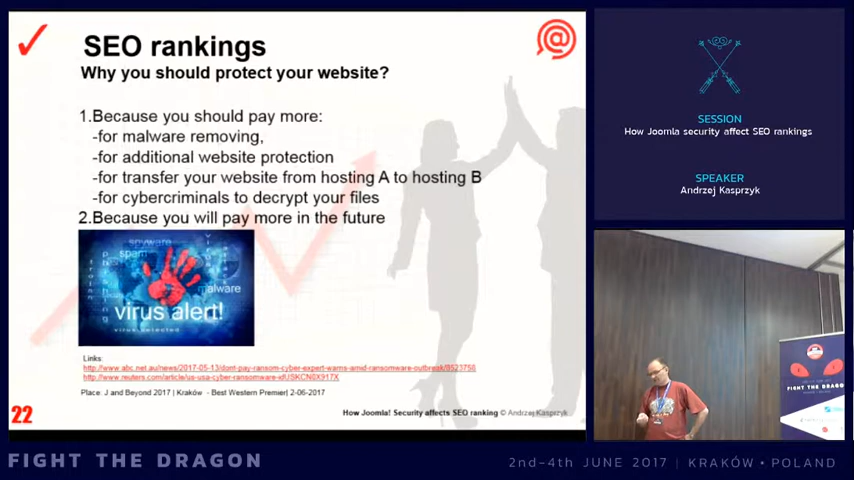 SEO rankings
Why you should protect your website?
1.Because you should pay more:
-for malware removing,
-for additional website protection
-for transfer your website from hosting A to hosting B
-for cybercriminals to decrypt your files
2.Because you will pay more in the future
spyware
spam
malware
virus alert!
virus detected
Links:
http://www.abc.net.au/news/2017-05-13/dont-pay-ransom-cyber-expert-warns-amid-ransomware-outbreak/8523758
http://www.reuters.com/article/us-usa-cyber-ransomware-idUSKCN0X917X
Place: J and Beyond 2017 | Kraków - Best Western Premier| 2-06-2017
22
How Joomla! Security affects SEO ranking © Andrzej Kasprzyk
SESSION
How Joomla security affect SEO rankings
SPEAKER
Andrzej Kasprzyk
FIGHT THE DRAGON
FIGHT THE DRAGON
2nd-4th JUNE 2017 | KRAKÓW • POLAND